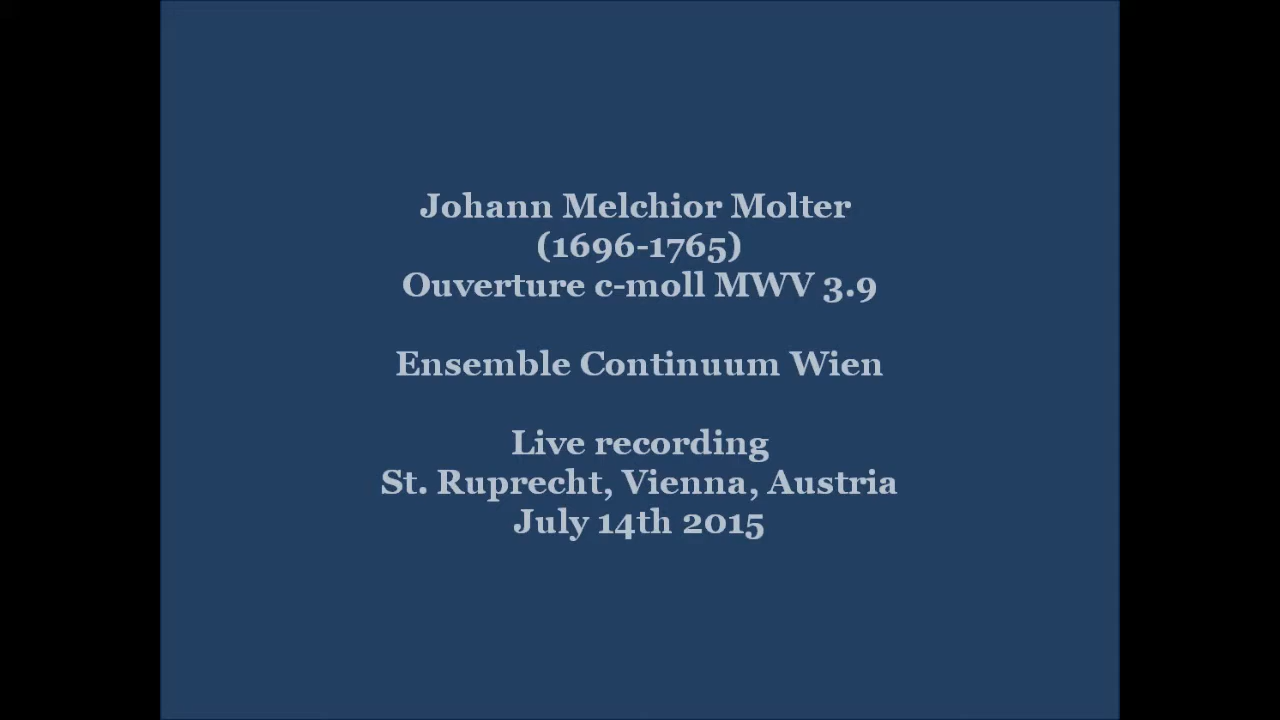 Johann Melchior Molter
(1696-1765)
Ouverture c-moll MWV 3.9
Ensemble Continuum Wien
Live recording
St. Ruprecht, Vienna, Austria
July 14th 2015